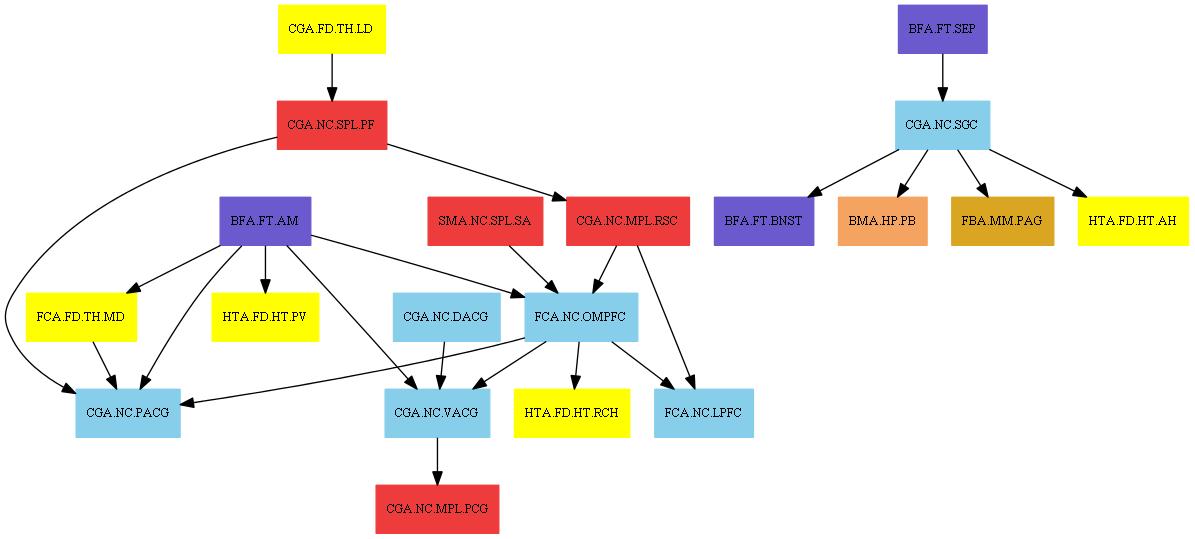 CGA.FD.TH.LD
BFA.FT.SEP
CGA.NC.SPL.PF
CGA.NC.SGC
BFA.FT.AM
SMA.NC.SPL.SA
CGA.NC.MPL.RSC
BFA.FT.BNST
BMA.HP.PB
FBA.MM.PAG
HTA.FD.HT.AH
FCA.FD.TH.MD
HTA.FD.HT.PV
CGA.NC.DACG
FCA.NC.OMPFC
CGA.NC.PACG
CGA.NC.VACG
HTA.FD.HT.RCH
FCA.NC.LPFC
CGA.NC.MPL.PCG